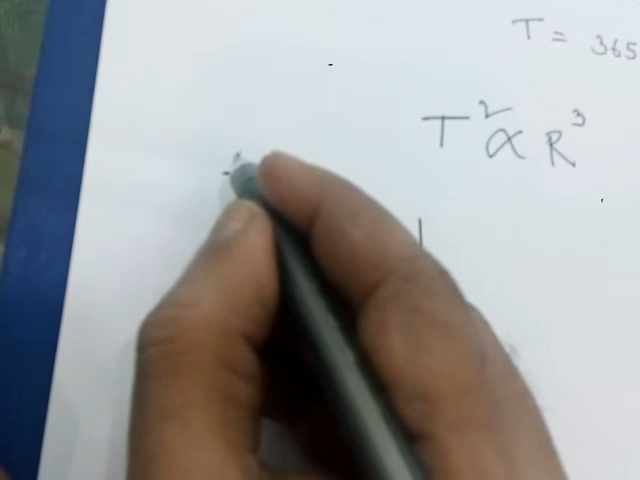 T = 365
T² ∝ R³